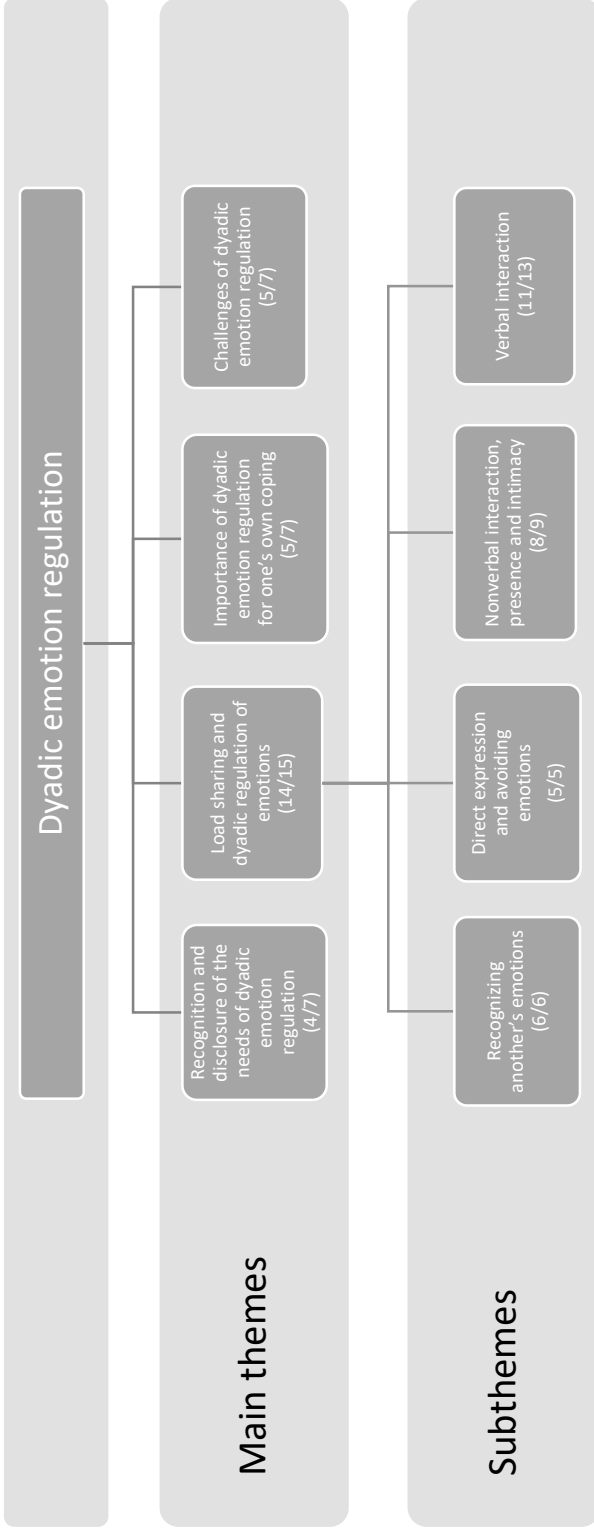 Dyadic emotion regulation
Main themes
Recognition and
disclosure of the
needs of dyadic
emotion
regulation
(4/7)
Load sharing and
dyadic regulation of
emotions
(14/15)
Importance of dyadic
emotion regulation
for one's own coping
(5/7)
Challenges of dyadic
emotion regulation
(5/7)
Subthemes
Recognizing
another's emotions
(6/6)
Direct expression
and avoiding
emotions
(5/5)
Nonverbal interaction,
presence and intimacy
(8/9)
Verbal interaction
(11/13)